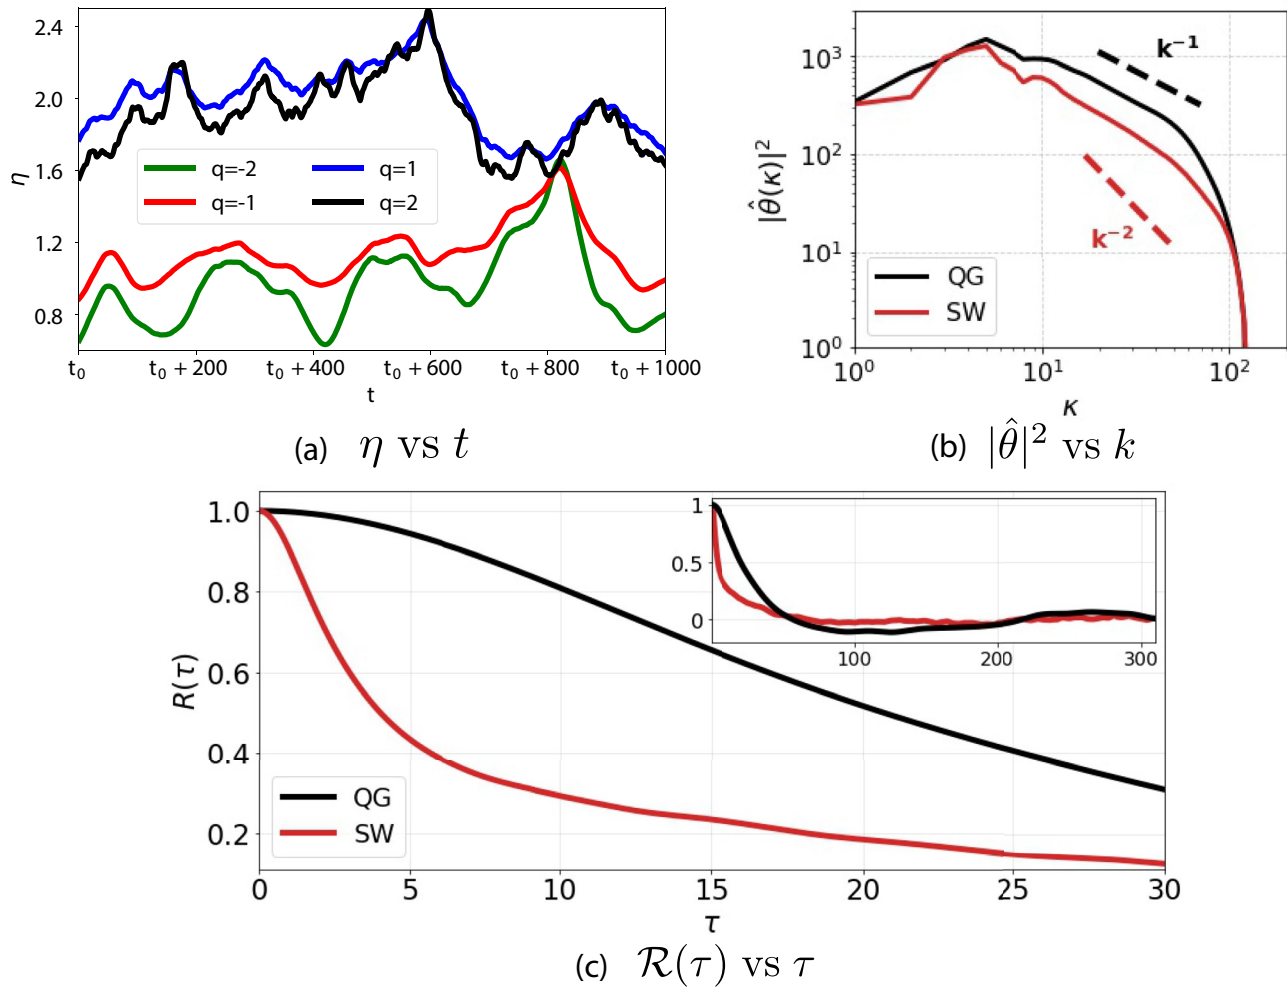 2.4
2.0
1.6
1.2
0.8
η
q=-2
q=-1
q=1
q=2
t₀
t₀ + 200
t₀ + 400
t₀ + 600
t₀ + 800
t₀ + 1000
t
(a) η vs t
10³
10²
10¹
10⁰
|θ̂(κ)|²
k⁻¹
k⁻²
QG
SW
10⁰
10¹
10²
κ
(b) |θ̂|² vs k
1.0
0.8
0.6
0.4
0.2
R(τ)
1
0.5
0
100
200
300
QG
SW
0
5
10
15
20
25
30
τ
(c) ℛ(τ) vs τ